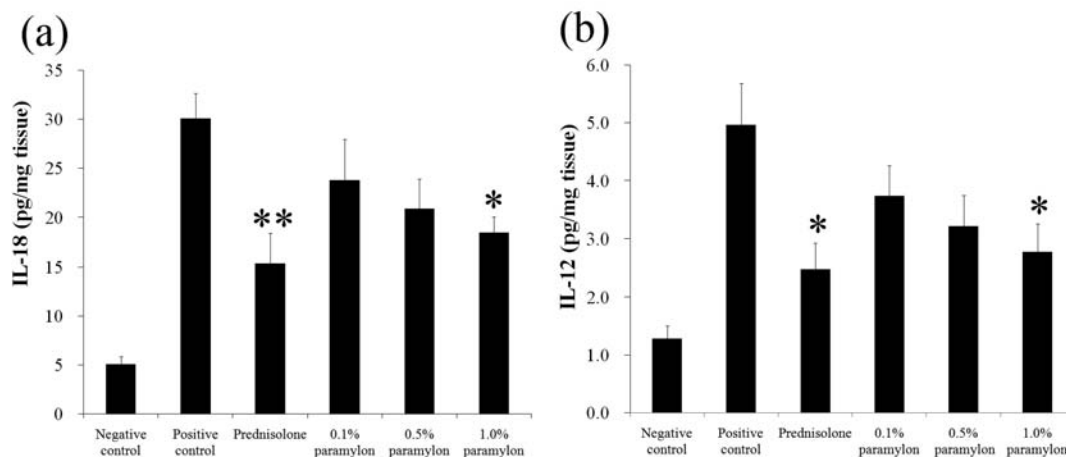 (a)
35
30
25
20
15
10
5
0
IL-18 (pg/mg tissue)
**
*
Negative control
Positive control
Prednisolone
0.1% paramylon
0.5% paramylon
1.0% paramylon
(b)
6.0
5.0
4.0
3.0
2.0
1.0
0.0
IL-12 (pg/mg tissue)
*
*
Negative control
Positive control
Prednisolone
0.1% paramylon
0.5% paramylon
1.0% paramylon